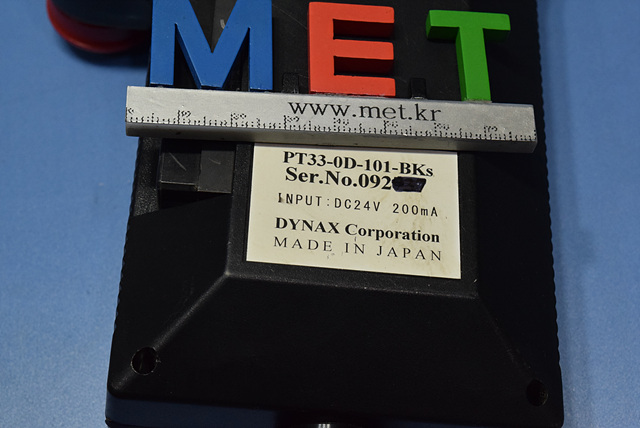 MET
www.met.kr
PT33-0D-101-BKs
Ser.No.092
INPUT:DC24V 200mA
DYNAX Corporation
MADE IN JAPAN